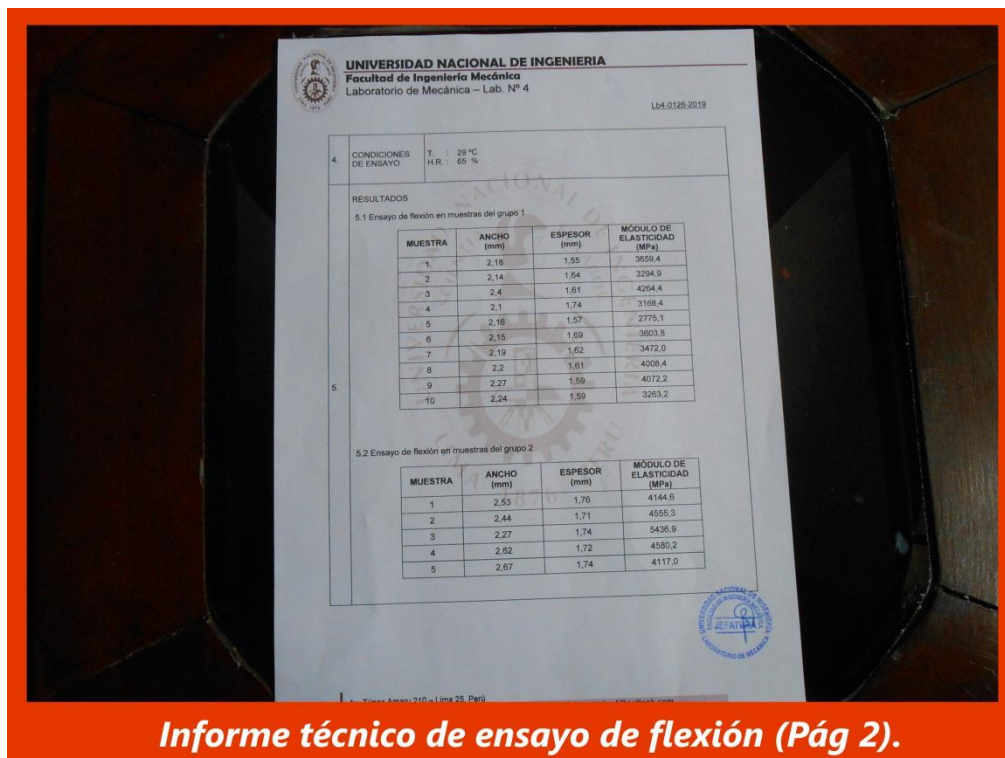 UNIVERSIDAD NACIONAL DE INGENIERIA
Facultad de Ingeniería Mecánica
Laboratorio de Mecánica – Lab. Nº 4
Lb4-0126-2019
4. CONDICIONES DE ENSAYO
T. : 29 ºC
H.R. : 65 %
5.
RESULTADOS
5.1 Ensayo de flexión en muestras del grupo 1
MUESTRA ANCHO (mm) ESPESOR (mm) MÓDULO DE ELASTICIDAD (MPa)
1 2,18 1,55 3659,4
2 2,14 1,64 3294,9
3 2,4 1,61 4264,4
4 2,1 1,74 3168,4
5 2,16 1,57 2775,1
6 2,15 1,69 3603,8
7 2,19 1,62 3472,0
8 2,2 1,61 4008,4
9 2,27 1,59 4072,2
10 2,24 1,59 3263,2
5.2 Ensayo de flexión en muestras del grupo 2
MUESTRA ANCHO (mm) ESPESOR (mm) MÓDULO DE ELASTICIDAD (MPa)
1 2,53 1,76 4144,6
2 2,44 1,71 4555,3
3 2,27 1,74 5436,9
4 2,62 1,72 4580,2
5 2,67 1,74 4117,0
UNIVERSIDAD NACIONAL DE INGENIERIA
FACULTAD DE INGENIERIA MECANICA
JEFATURA
LABORATORIO DE MECANICA
Túpac Amaru 210 – Lima 25, Perú
Informe técnico de ensayo de flexión (Pág 2).